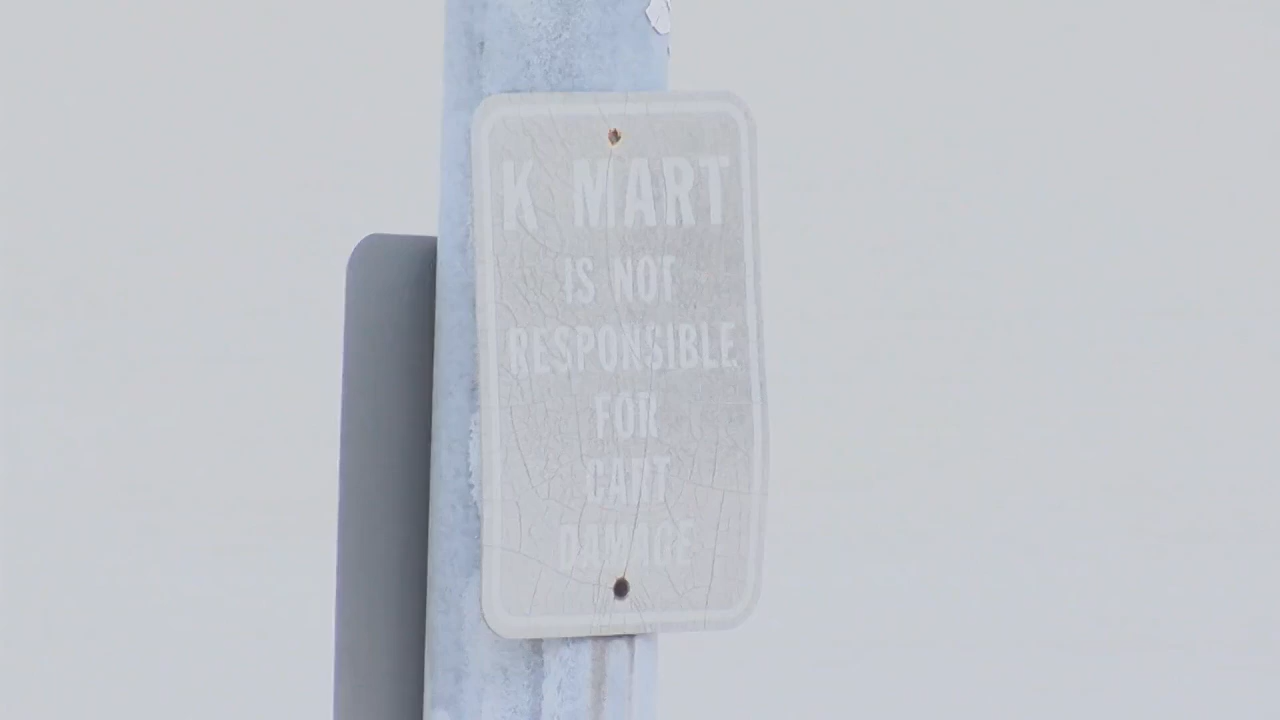 K MART
IS NOT
RESPONSIBLE
FOR
CART
DAMAGE